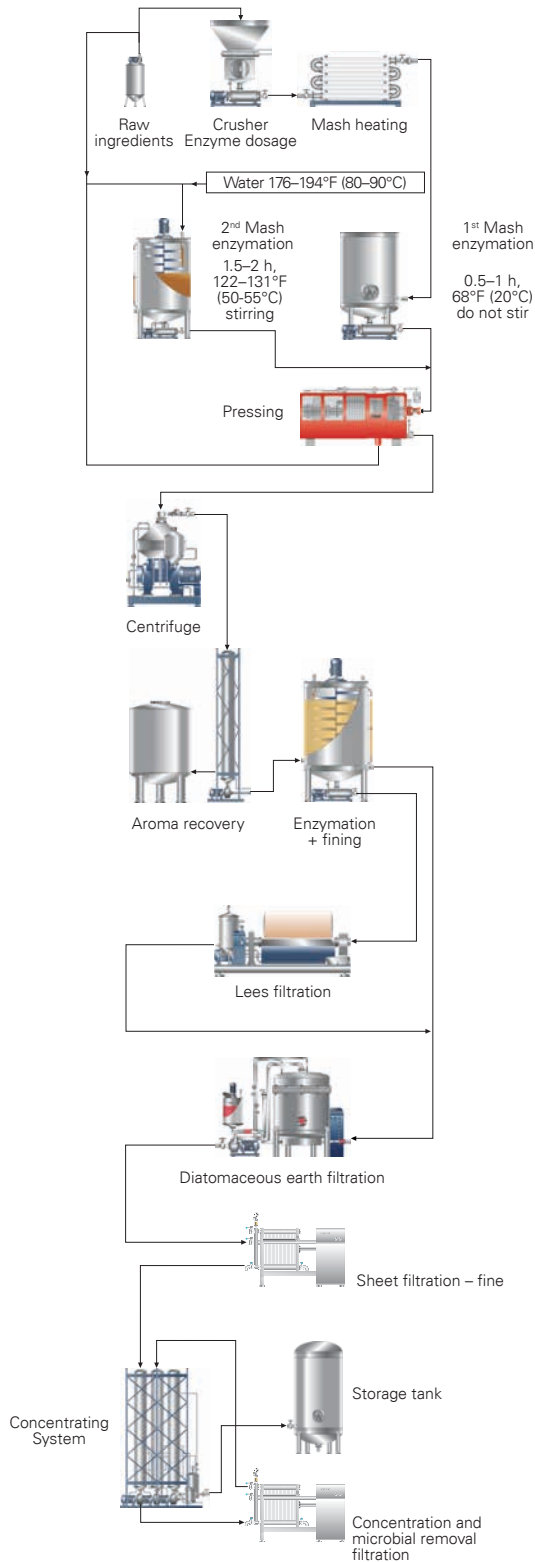 Raw
ingredients
Crusher
Enzyme dosage
Mash heating
Water 176–194°F (80–90°C)
2nd Mash
enzymation
1.5–2 h,
122–131°F
(50-55°C)
stirring
1st Mash
enzymation
0.5–1 h,
68°F (20°C)
do not stir
Pressing
Centrifuge
Aroma recovery
Enzymation
+ fining
Lees filtration
Diatomaceous earth filtration
Sheet filtration – fine
Storage tank
Concentrating
System
Concentration and
microbial removal
filtration